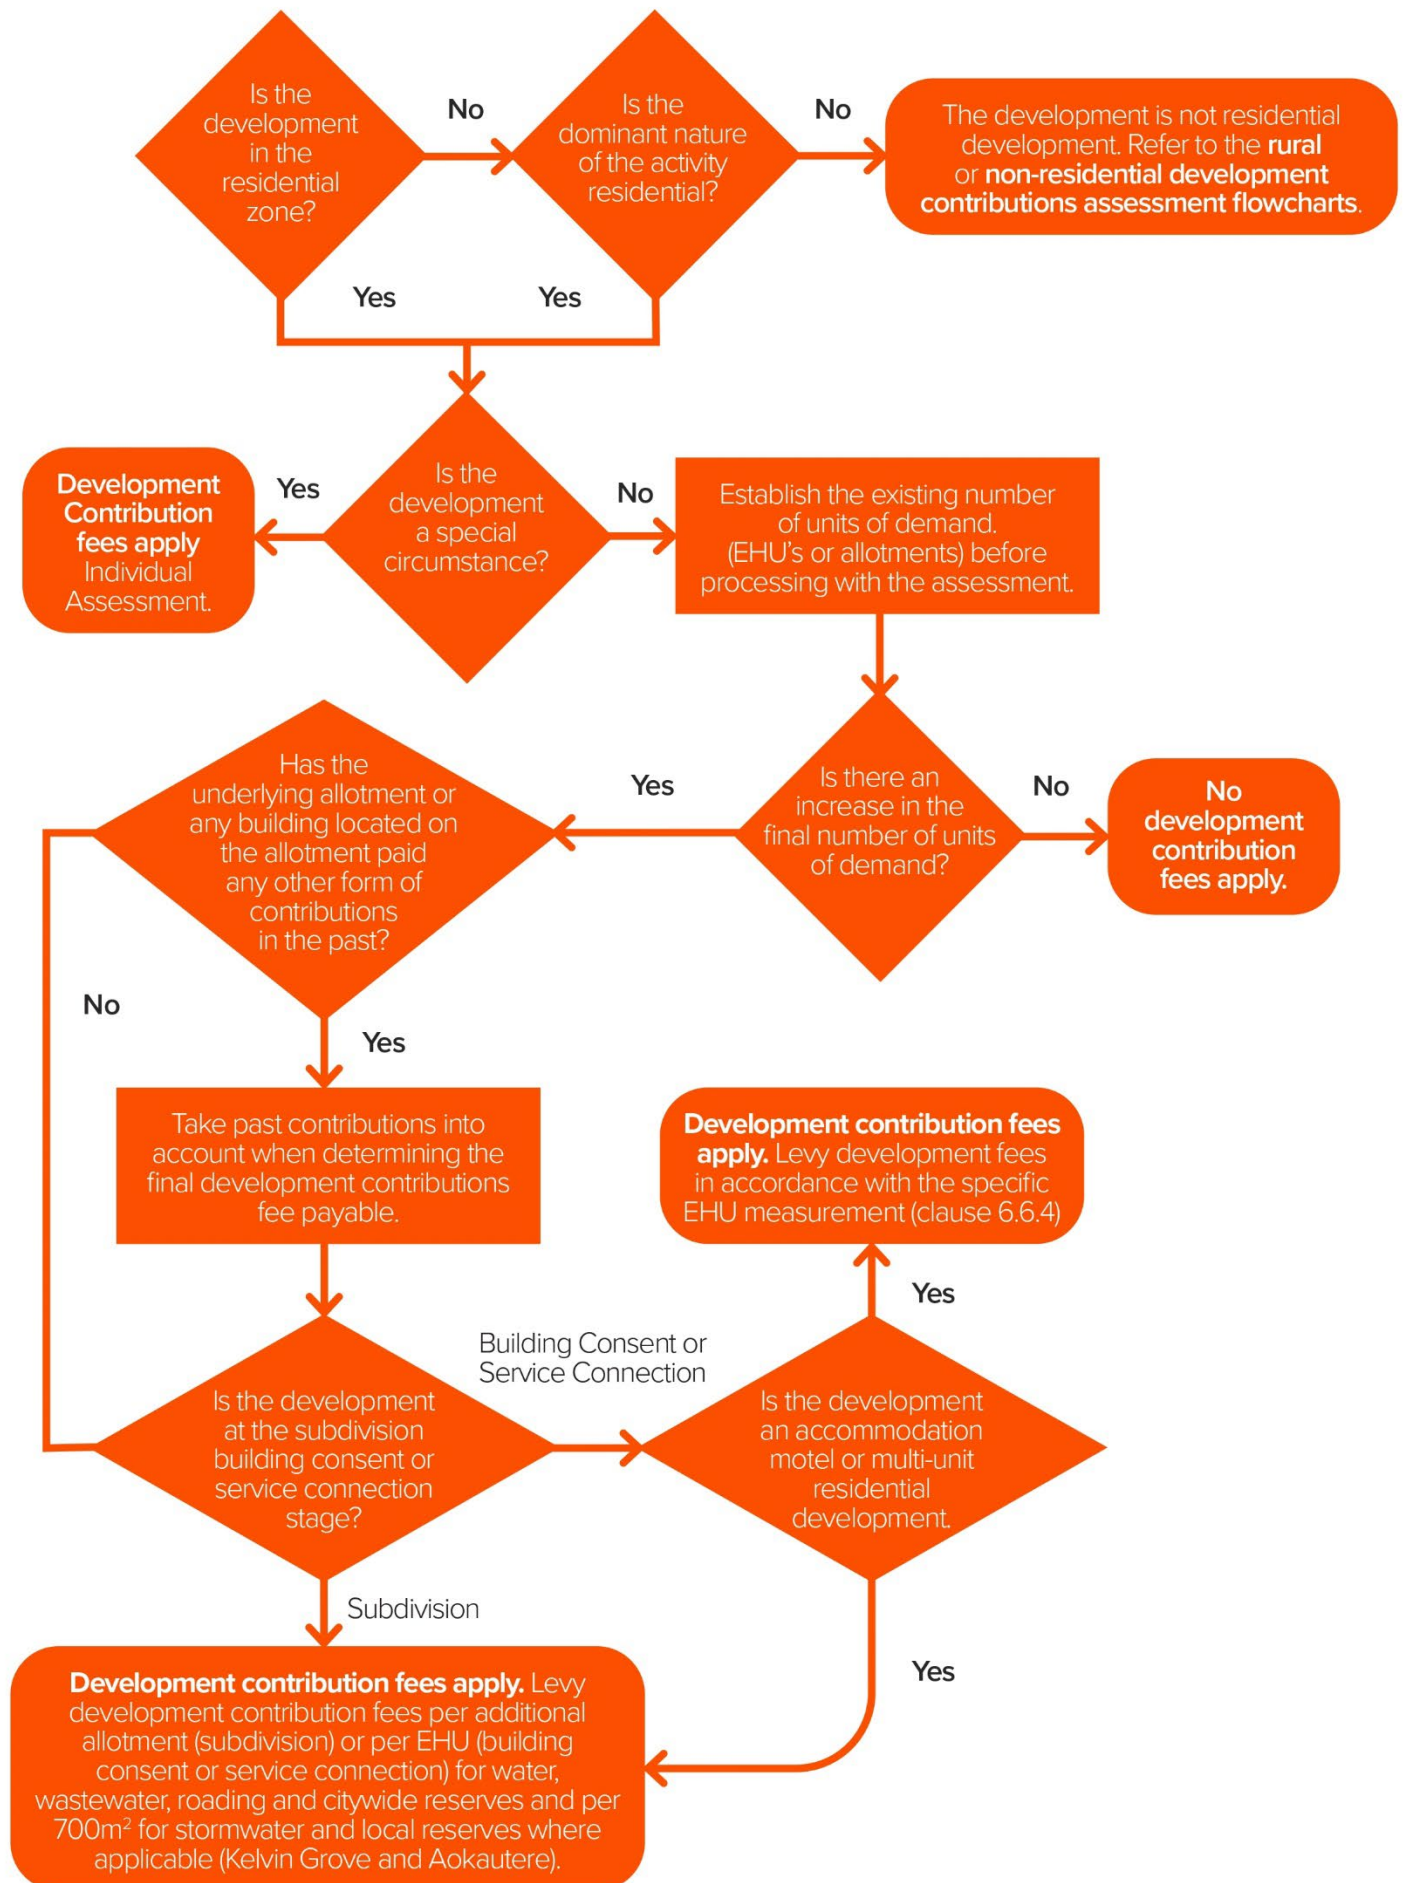 Is the
development
in the
residential
zone?
No
Is the
dominant nature
of the activity
residential?
No
The development is not residential
development. Refer to the rural
or non-residential development
contributions assessment flowcharts.
Yes
Yes
Development
Contribution
fees apply
Individual
Assessment.
Yes
Is the
development
a special
circumstance?
No
Establish the existing number
of units of demand.
(EHU's or allotments) before
processing with the assessment.
Has the
underlying allotment or
any building located on
the allotment paid
any other form of
contributions
in the past?
Yes
Is there an
increase in the
final number of units
of demand?
No
No
development
contribution
fees apply.
No
Yes
Take past contributions into
account when determining the
final development contributions
fee payable.
Development contribution fees
apply. Levy development fees
in accordance with the specific
EHU measurement (clause 6.6.4)
Yes
Building Consent or
Service Connection
Is the development
at the subdivision
building consent or
service connection
stage?
Is the development
an accommodation
motel or multi-unit
residential
development.
Subdivision
Yes
Development contribution fees apply. Levy
development contribution fees per additional
allotment (subdivision) or per EHU (building
consent or service connection) for water,
wastewater, roading and citywide reserves and per
700m² for stormwater and local reserves where
applicable (Kelvin Grove and Aokautere).